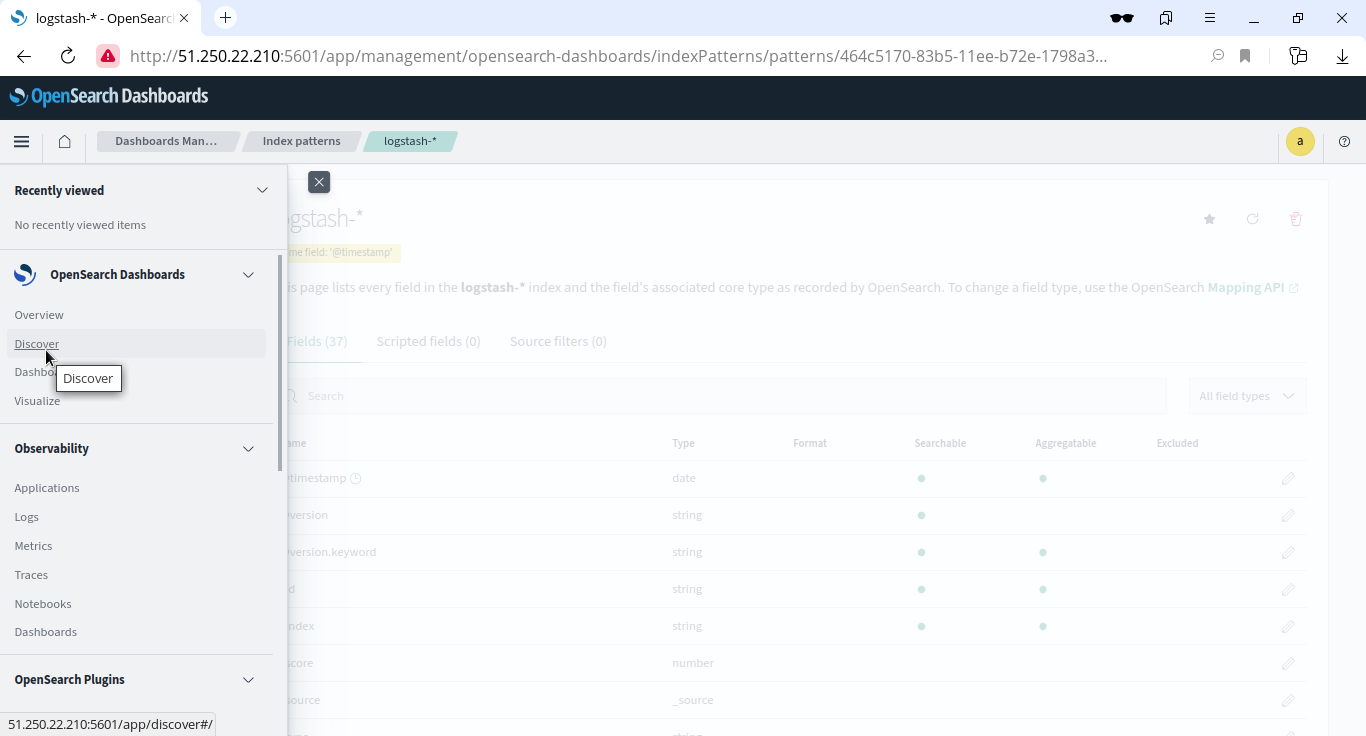 logstash-* - OpenSearc
http://51.250.22.210:5601/app/management/opensearch-dashboards/indexPatterns/patterns/464c5170-83b5-11ee-b72e-1798a3...
OpenSearch Dashboards
Dashboards Man... Index patterns logstash-* a
Recently viewed
No recently viewed items
OpenSearch Dashboards
Overview
Discover
Dashbo
Discover
Visualize
Observability
Applications
Logs
Metrics
Traces
Notebooks
Dashboards
OpenSearch Plugins
51.250.22.210:5601/app/discover#/
ogstash-*
me field: '@timestamp'
is page lists every field in the logstash-* index and the field's associated core type as recorded by OpenSearch. To change a field type, use the OpenSearch Mapping API
Fields (37) Scripted fields (0) Source filters (0)
Search All field types
ame Type Format Searchable Aggregatable Excluded
timestamp date
version string
version.keyword string
d string
index string
score number
source _source